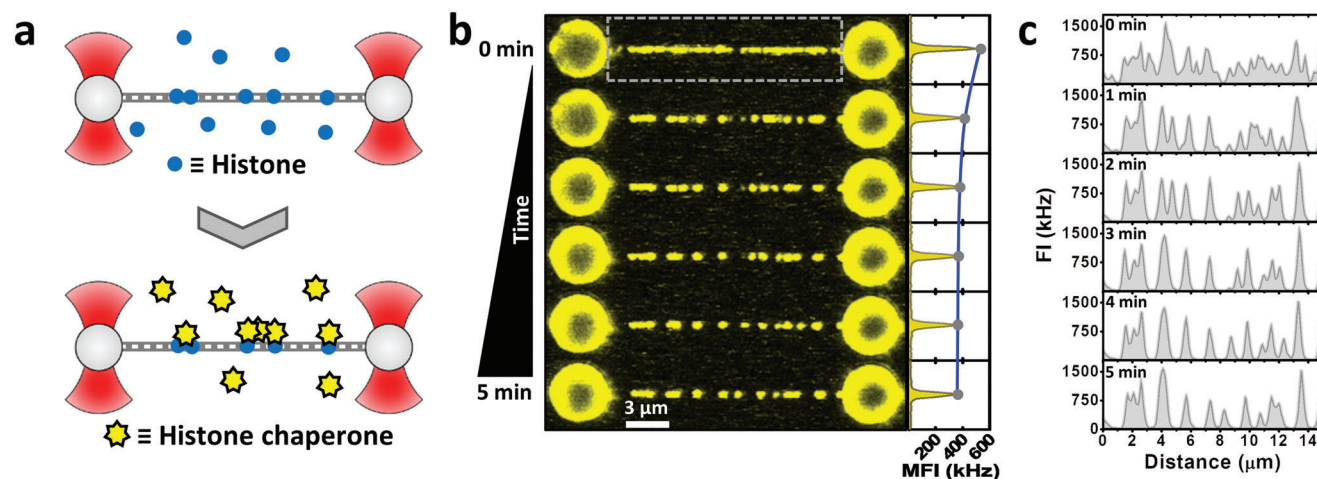 a
≡ Histone
≡ Histone chaperone
b
0 min
Time
5 min
3 μm
200
400
600
MFI (kHz)
c
0 min
1500
750
1 min
1500
750
2 min
1500
750
3 min
1500
750
4 min
1500
750
5 min
1500
750
0
FI (kHz)
0 2 4 6 8 10 12 14
Distance (μm)